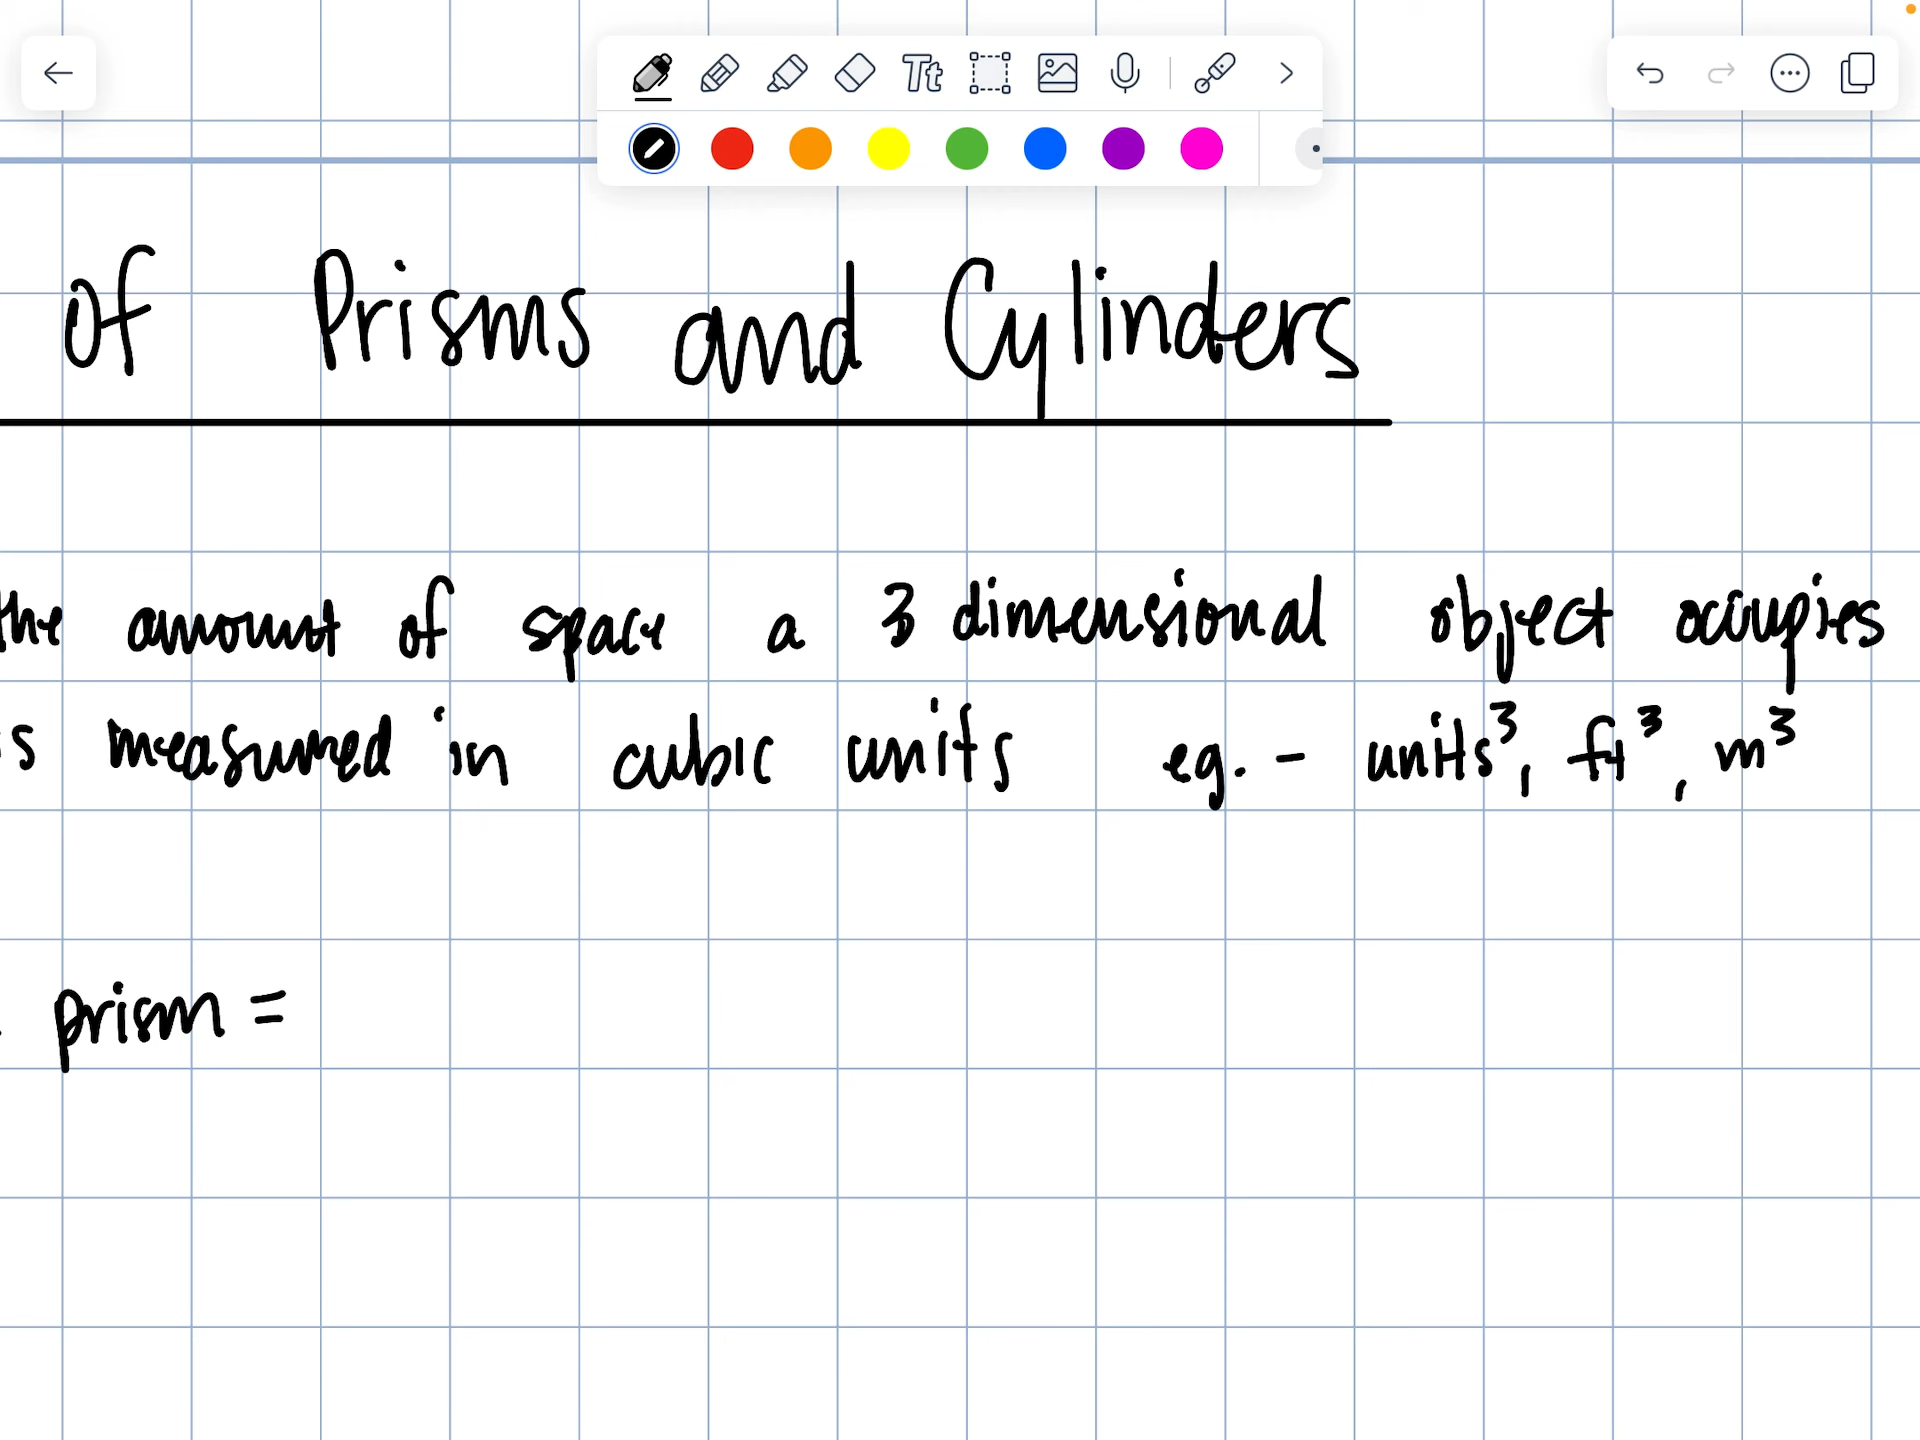 Tt
of Prisms and Cylinders
the amount of space a 3 dimensional object occupies
s measured in cubic units eg. - units³, ft³, m³
prism =